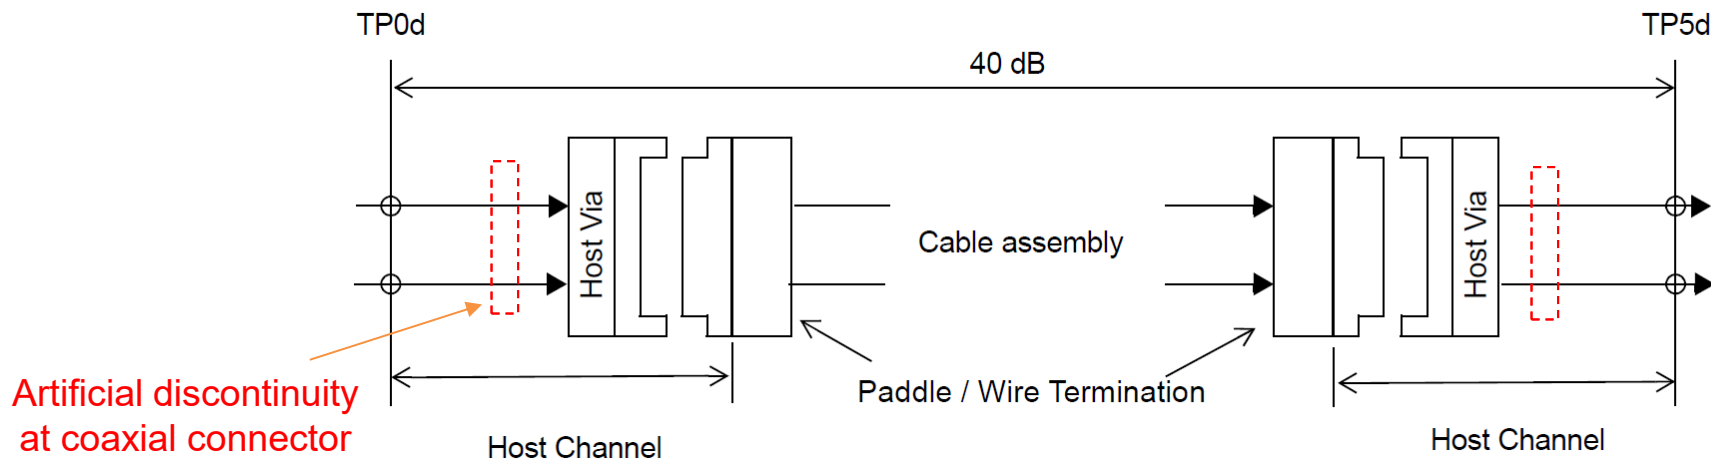 TP0d
TP5d
40 dB
Host Via
Cable assembly
Host Via
Artificial discontinuity
at coaxial connector
Paddle / Wire Termination
Host Channel
Host Channel